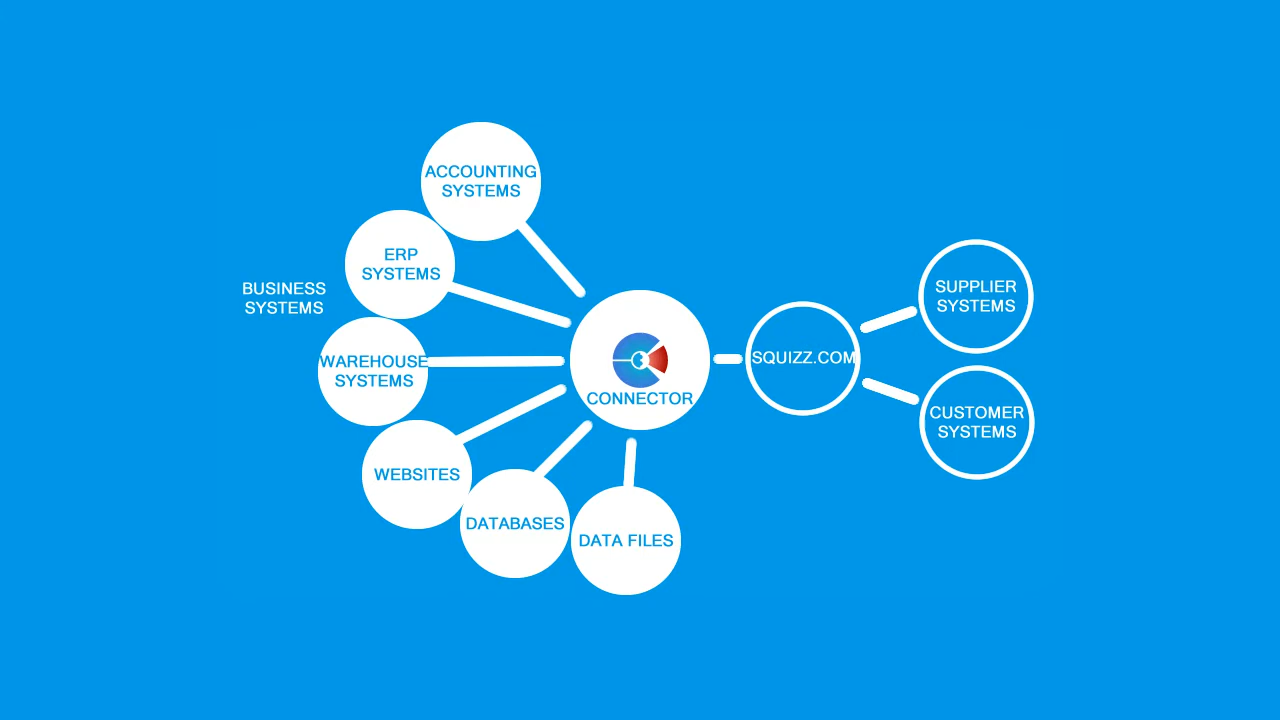 ACCOUNTING
SYSTEMS
ERP
SYSTEMS
BUSINESS
SYSTEMS
WAREHOUSE
SYSTEMS
WEBSITES
DATABASES
DATA FILES
CONNECTOR
SQUIZZ.COM
SUPPLIER
SYSTEMS
CUSTOMER
SYSTEMS